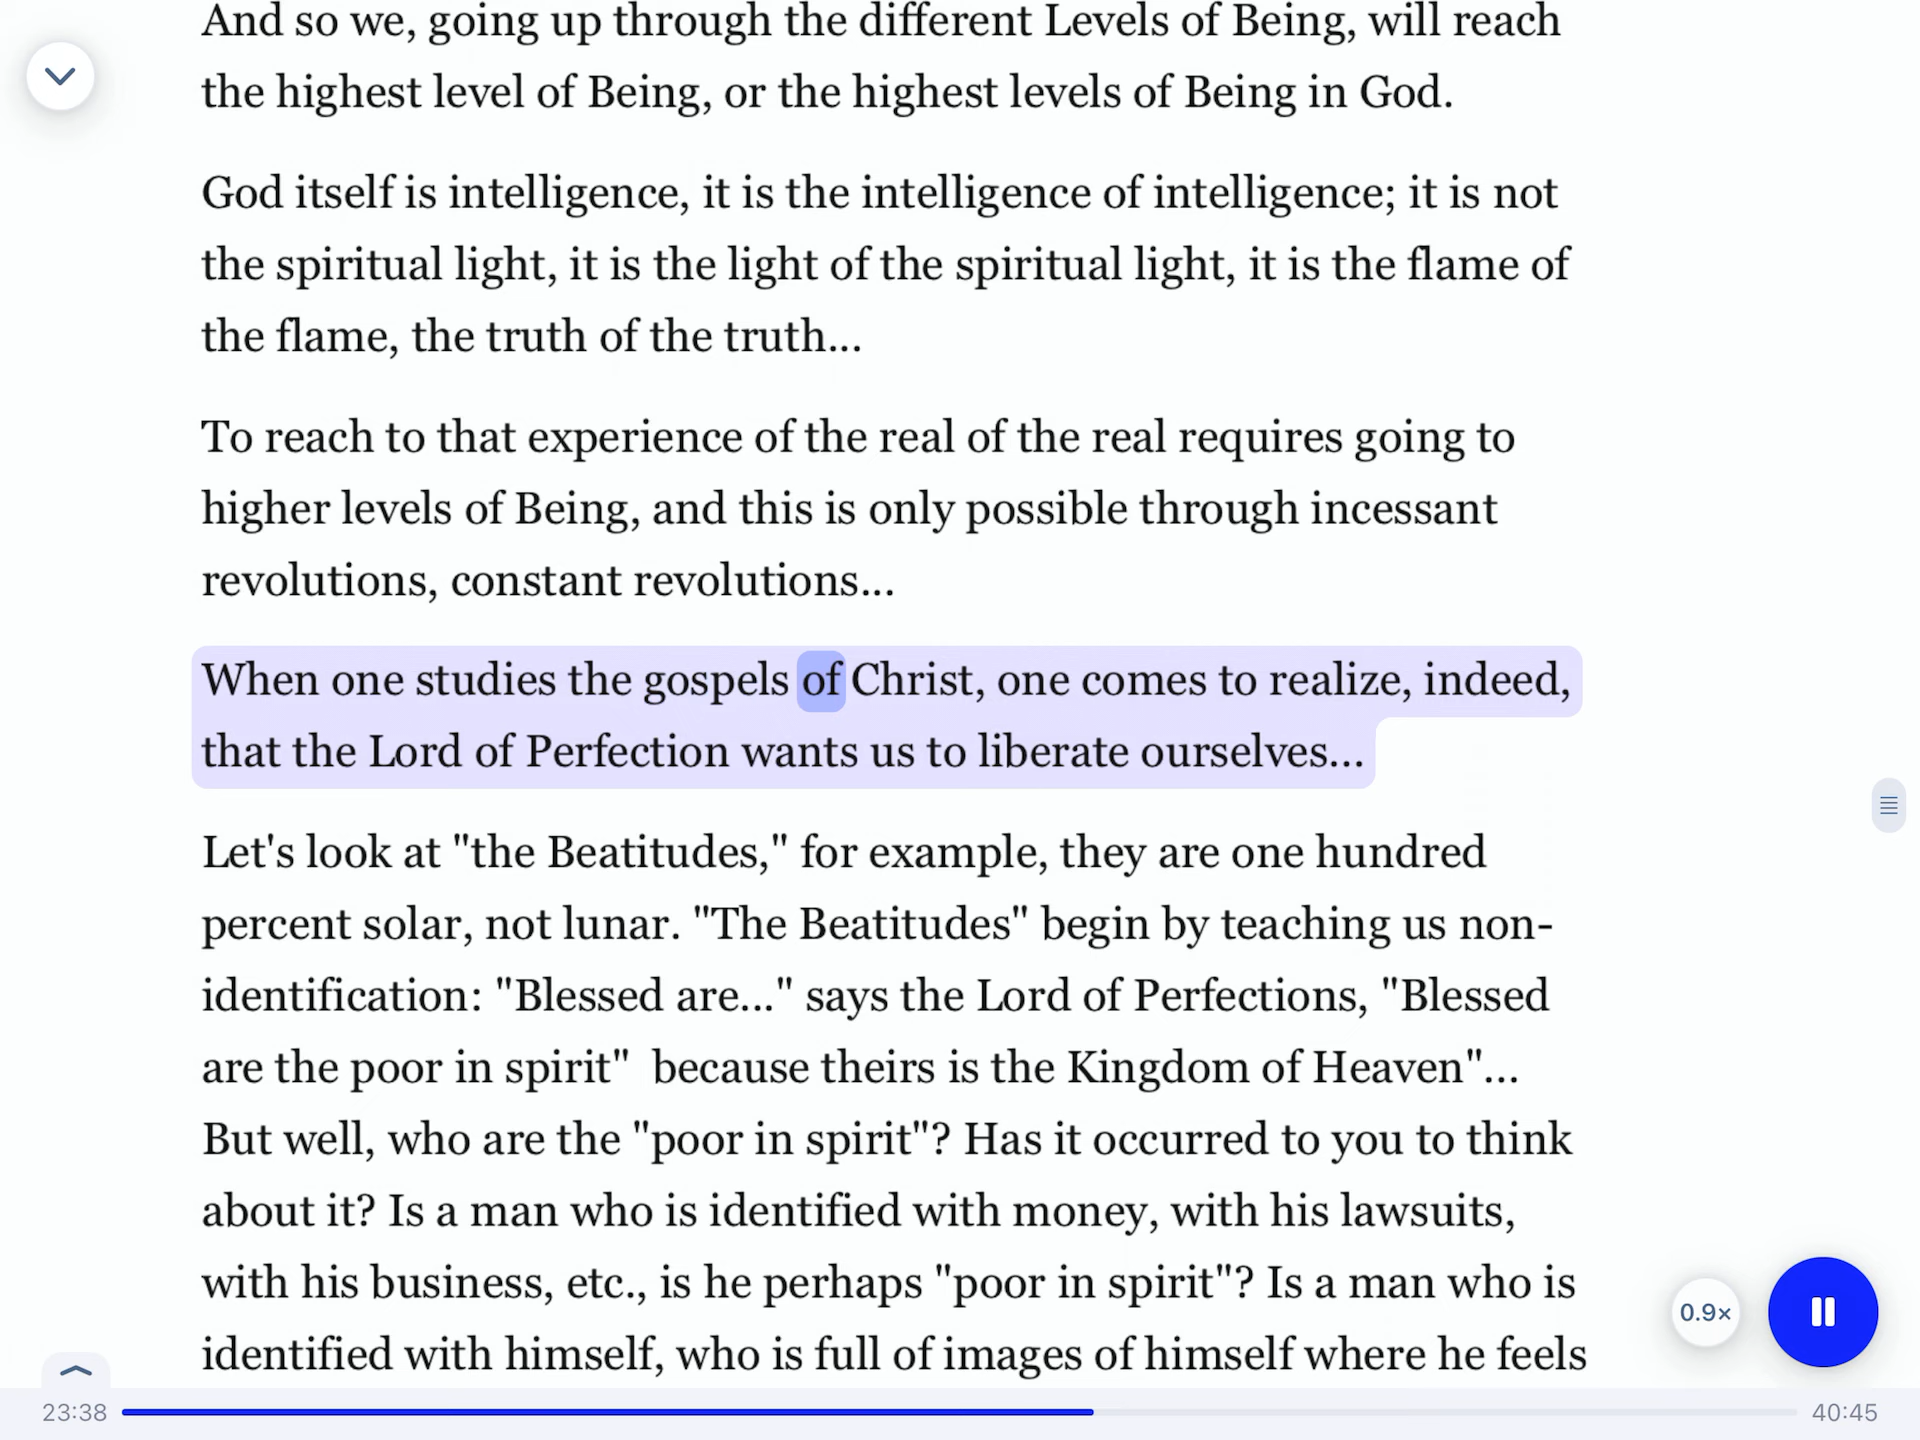 And so we, going up through the different Levels of Being, will reach
the highest level of Being, or the highest levels of Being in God.
God itself is intelligence, it is the intelligence of intelligence; it is not
the spiritual light, it is the light of the spiritual light, it is the flame of
the flame, the truth of the truth...
To reach to that experience of the real of the real requires going to
higher levels of Being, and this is only possible through incessant
revolutions, constant revolutions...
When one studies the gospels of Christ, one comes to realize, indeed,
that the Lord of Perfection wants us to liberate ourselves...
Let's look at "the Beatitudes," for example, they are one hundred
percent solar, not lunar. "The Beatitudes" begin by teaching us non-
identification: "Blessed are..." says the Lord of Perfections, "Blessed
are the poor in spirit"  because theirs is the Kingdom of Heaven"...
But well, who are the "poor in spirit"? Has it occurred to you to think
about it? Is a man who is identified with money, with his lawsuits,
with his business, etc., is he perhaps "poor in spirit"? Is a man who is
identified with himself, who is full of images of himself where he feels
0.9×
23:38
40:45